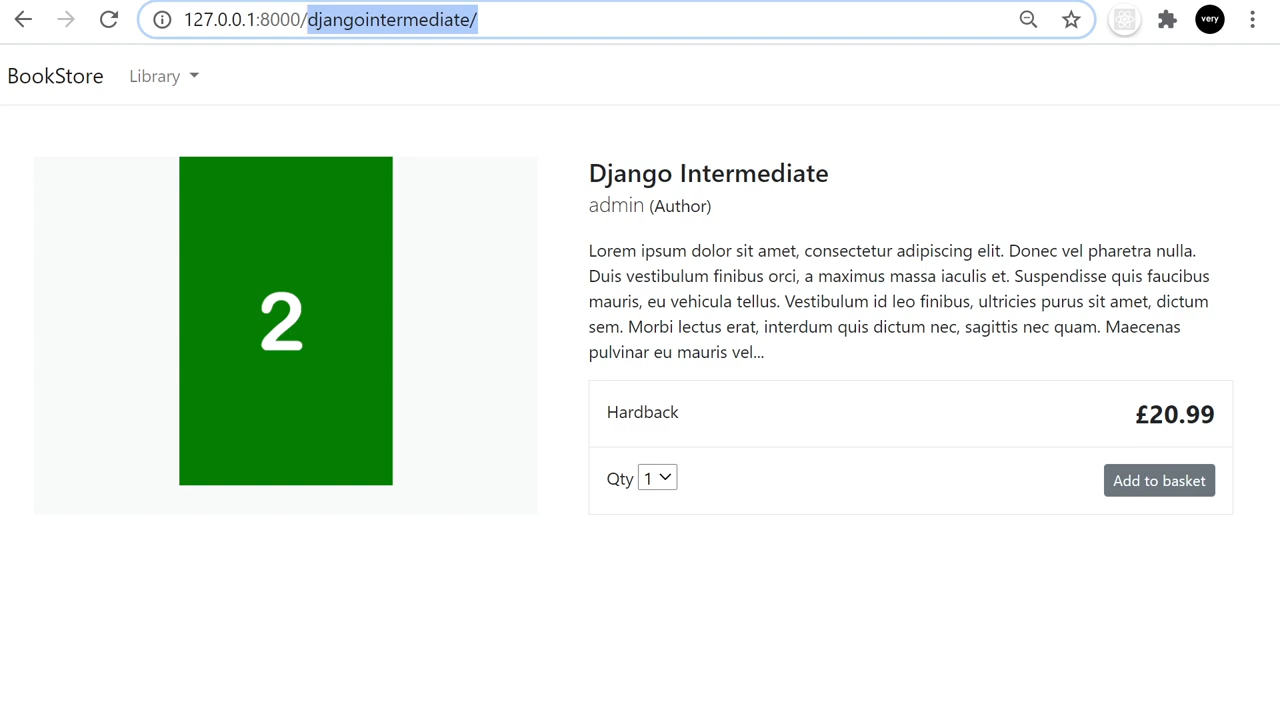 127.0.0.1:8000/djangointermediate/
very
BookStore Library
2
Django Intermediate
admin (Author)
Lorem ipsum dolor sit amet, consectetur adipiscing elit. Donec vel pharetra nulla.
Duis vestibulum finibus orci, a maximus massa iaculis et. Suspendisse quis faucibus
mauris, eu vehicula tellus. Vestibulum id leo finibus, ultricies purus sit amet, dictum
sem. Morbi lectus erat, interdum quis dictum nec, sagittis nec quam. Maecenas
pulvinar eu mauris vel...
Hardback £20.99
Qty 1 Add to basket